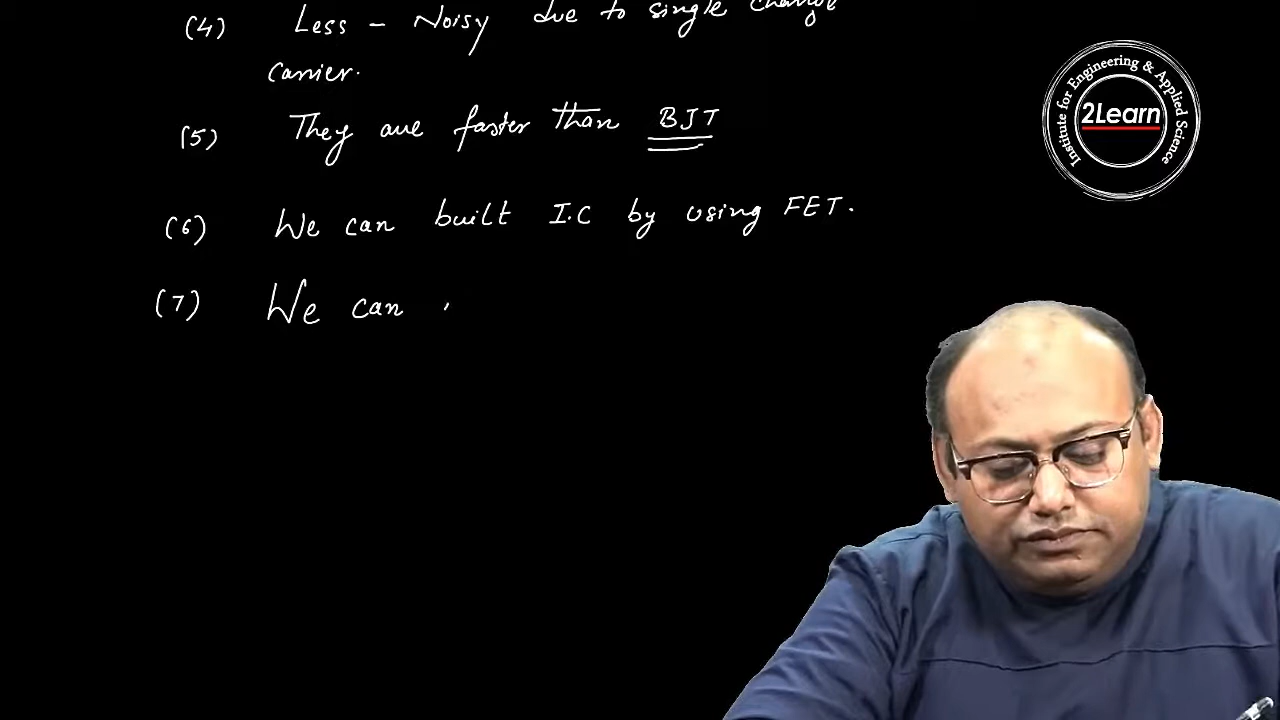 (4) Less - Noisy due to single charge
carrier.
(5) They are faster than BJT
(6) We can built I.C by using FET.
(7) We can
Institute for Engineering & Applied Science
2Learn